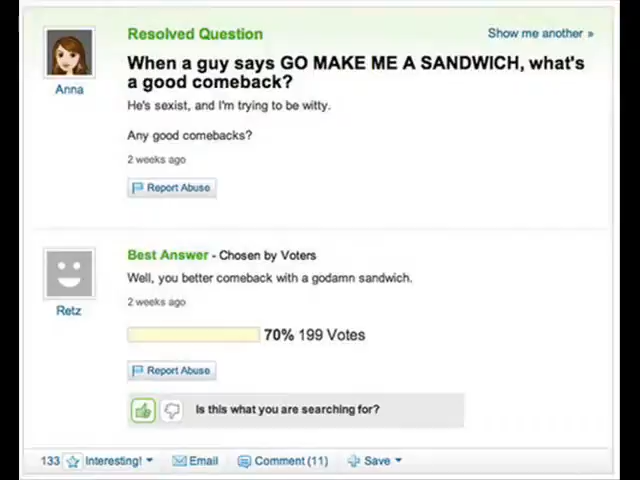 Resolved Question
Show me another »
Anna
When a guy says GO MAKE ME A SANDWICH, what's
a good comeback?
He's sexist, and I'm trying to be witty.
Any good comebacks?
2 weeks ago
Report Abuse
Retz
Best Answer - Chosen by Voters
Well, you better comeback with a godamn sandwich.
2 weeks ago
70% 199 Votes
Report Abuse
Is this what you are searching for?
133 Interesting! Email Comment (11) Save